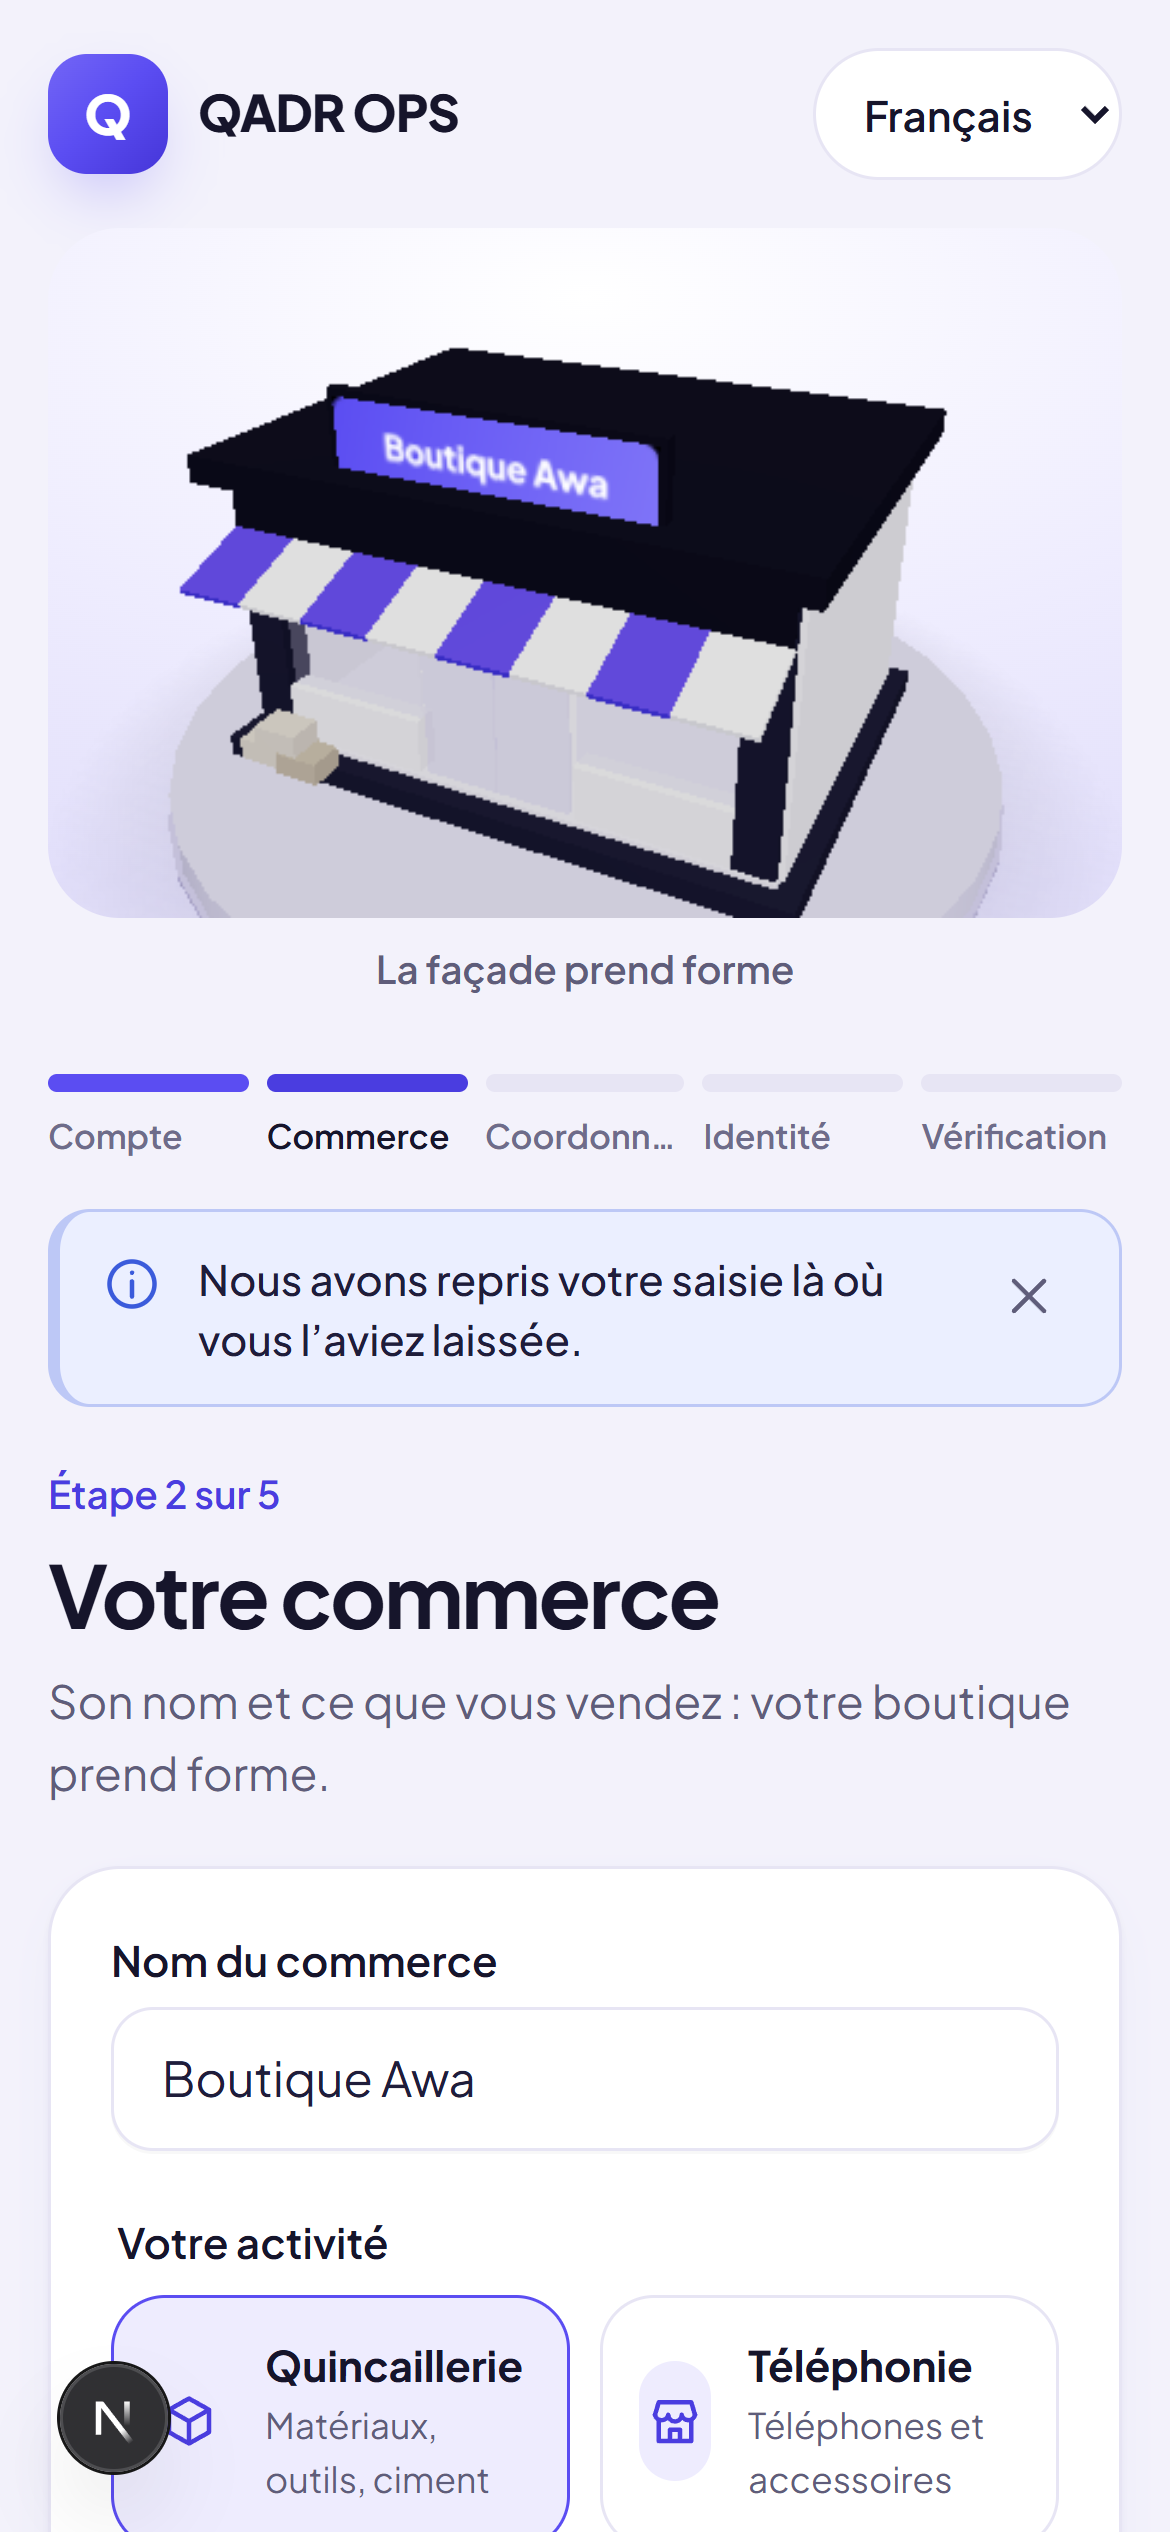 Q
QADR OPS
Français
Boutique Awa
La façade prend forme
Compte
Commerce
Coordonn…
Identité
Vérification
Nous avons repris votre saisie là où
vous l’aviez laissée.
Étape 2 sur 5
Votre commerce
Son nom et ce que vous vendez : votre boutique
prend forme.
Nom du commerce
Boutique Awa
Votre activité
Quincaillerie
Matériaux,
outils, ciment
Téléphonie
Téléphones et
accessoires
N